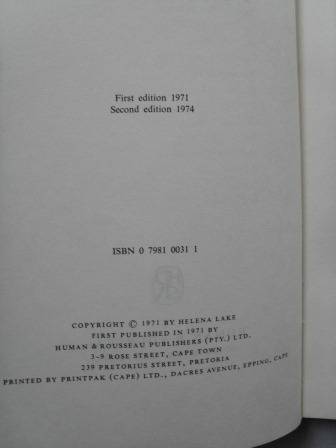 First edition 1971
Second edition 1974
ISBN 0 7981 0031 1
COPYRIGHT © 1971 BY HELENA LAKE
FIRST PUBLISHED IN 1971 BY
HUMAN & ROUSSEAU PUBLISHERS (PTY.) LTD.
3–9 ROSE STREET, CAPE TOWN
239 PRETORIUS STREET, PRETORIA
PRINTED BY PRINTPAK (CAPE) LTD., DACRES AVENUE, EPPING, CAPE